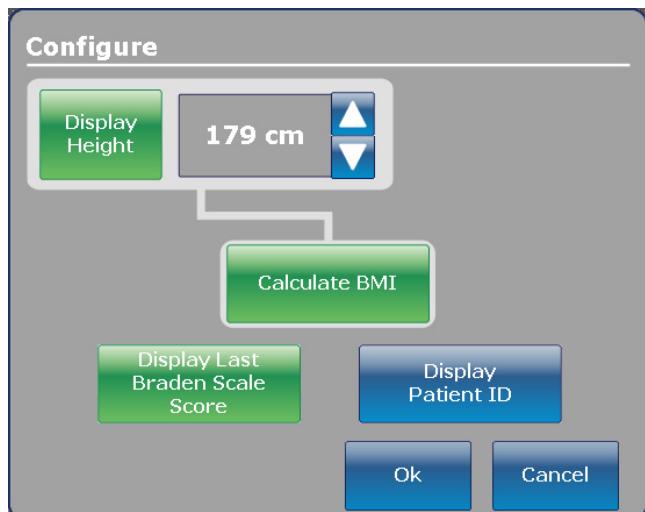 Configure
Display
Height
179 cm
Calculate BMI
Display Last
Braden Scale
Score
Display
Patient ID
Ok
Cancel